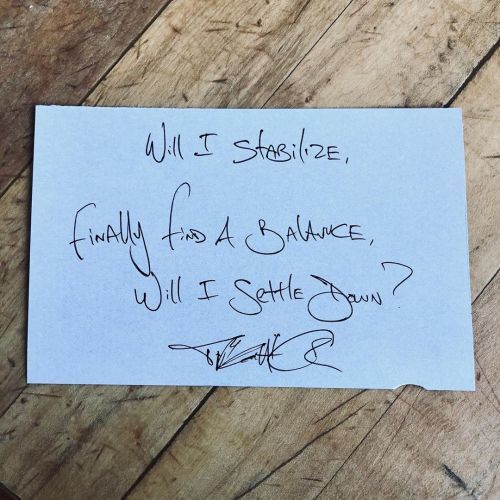 Will I Stabilize,
Finally find A Balance,
Will I Settle Down?